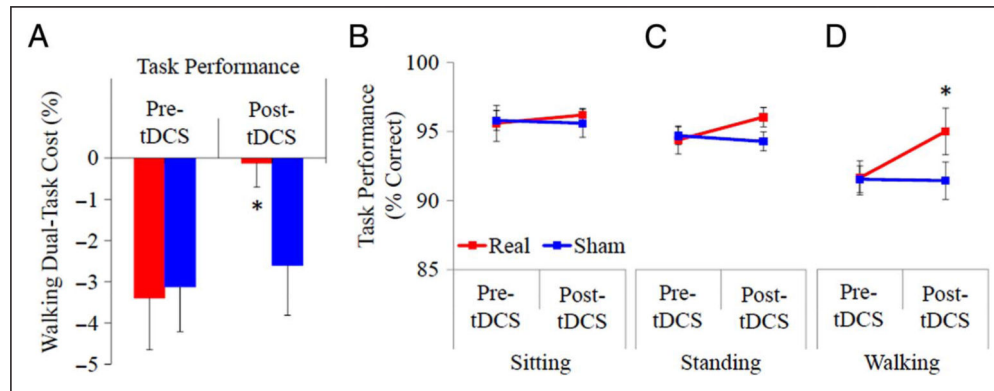 A
B
C
D
Task Performance
Pre-
tDCS
Post-
tDCS
Walking Dual-Task Cost (%)
0
−1
−2
−3
−4
−5
*
Task Performance
(% Correct)
100
95
90
85
Real
Sham
*
Pre-
tDCS
Post-
tDCS
Sitting
Pre-
tDCS
Post-
tDCS
Standing
Pre-
tDCS
Post-
tDCS
Walking